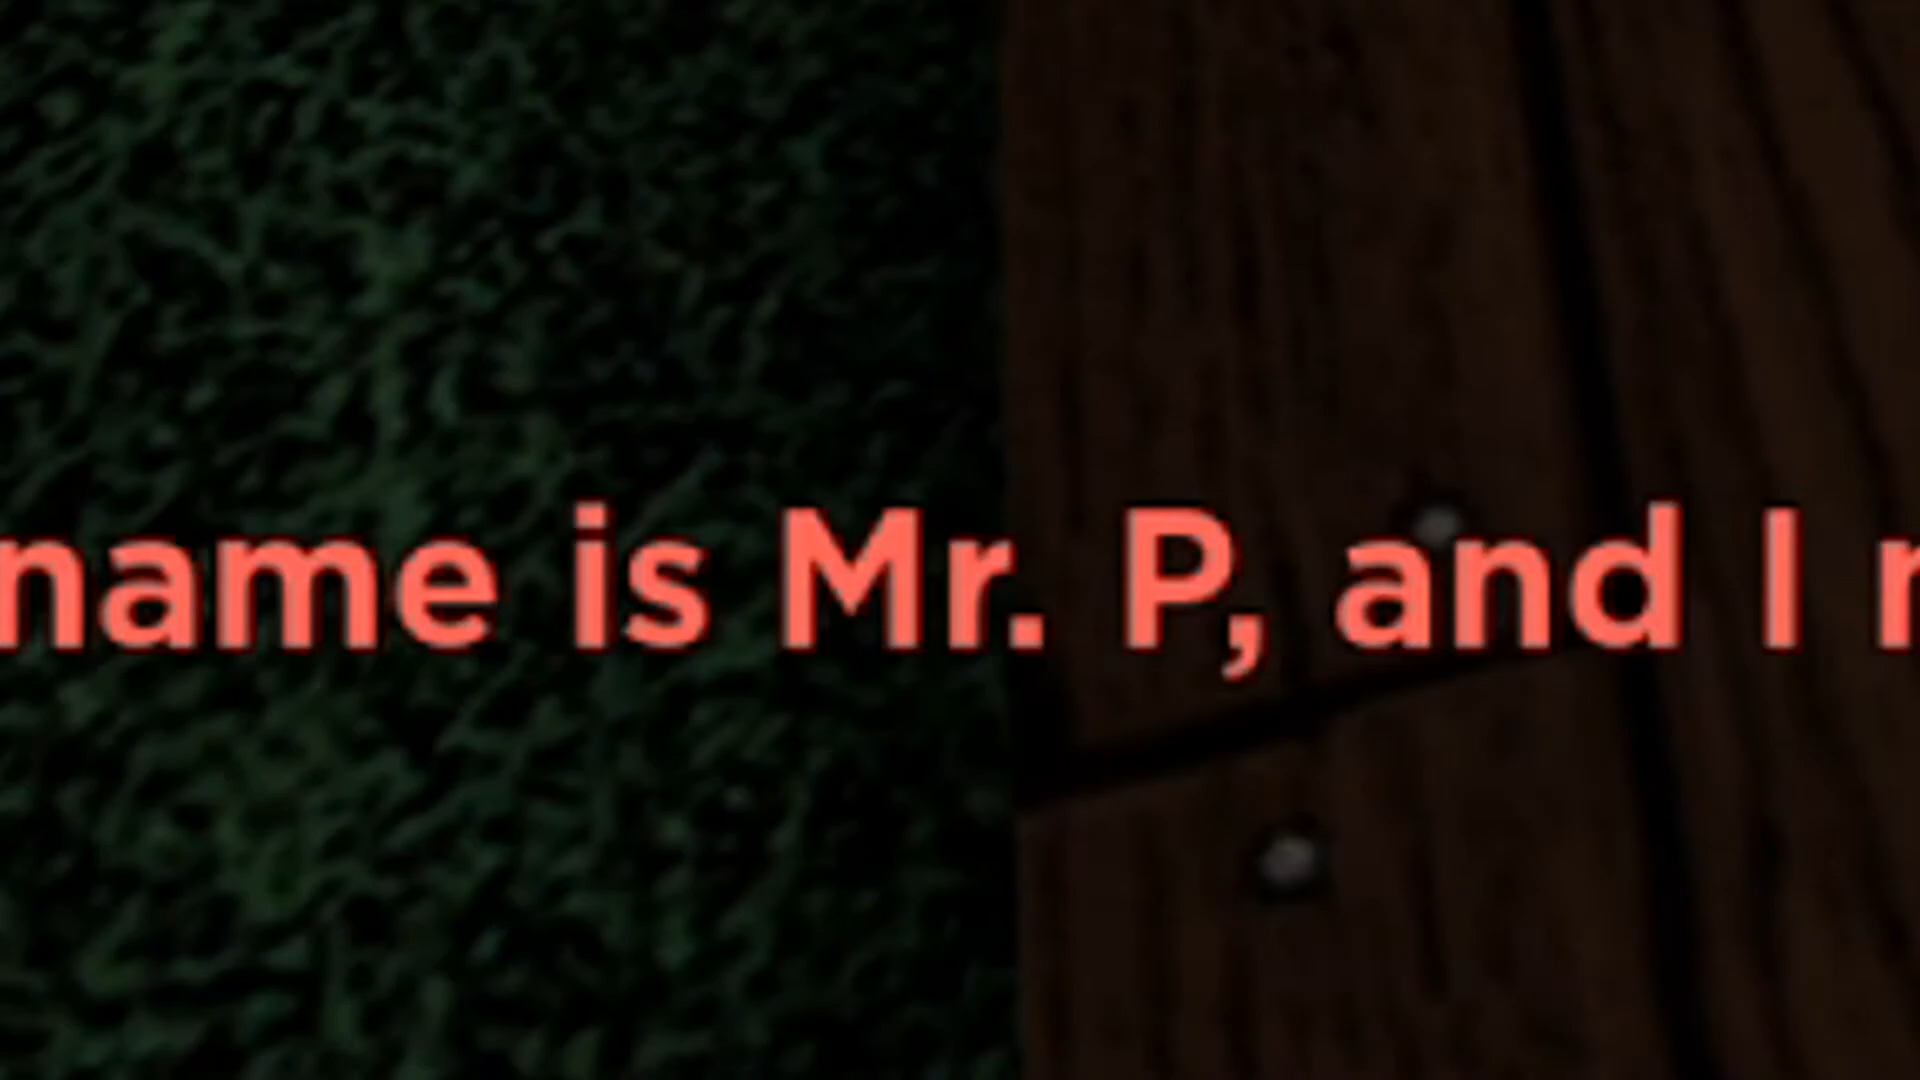 name is Mr. P, and I